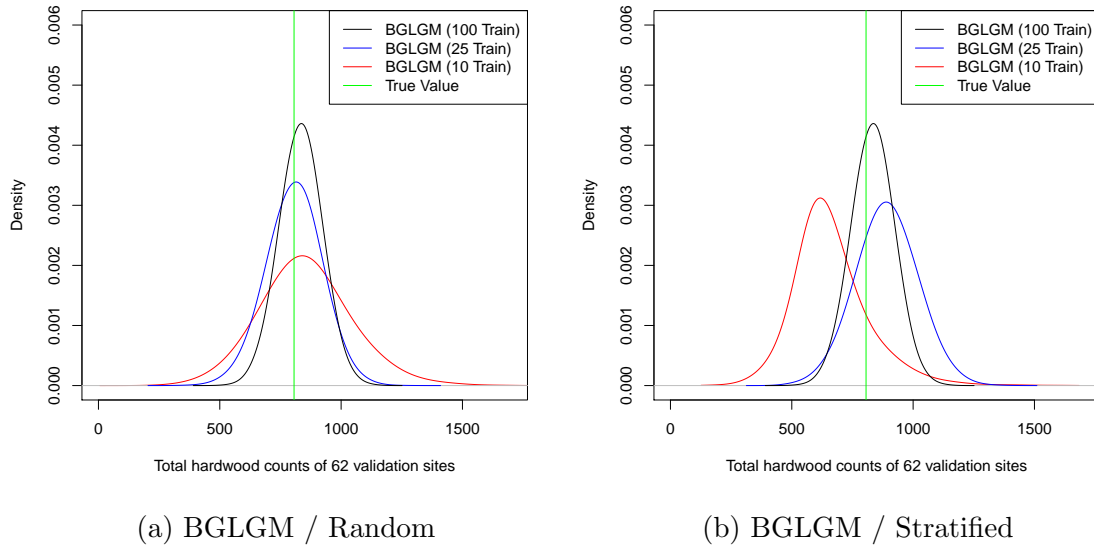 0.006
0.005
0.004
0.003
0.002
0.001
0.000
Density
BGLGM (100 Train)
BGLGM (25 Train)
BGLGM (10 Train)
True Value
0 500 1000 1500
Total hardwood counts of 62 validation sites
(a) BGLGM / Random
0.006
0.005
0.004
0.003
0.002
0.001
0.000
Density
BGLGM (100 Train)
BGLGM (25 Train)
BGLGM (10 Train)
True Value
0 500 1000 1500
Total hardwood counts of 62 validation sites
(b) BGLGM / Stratified